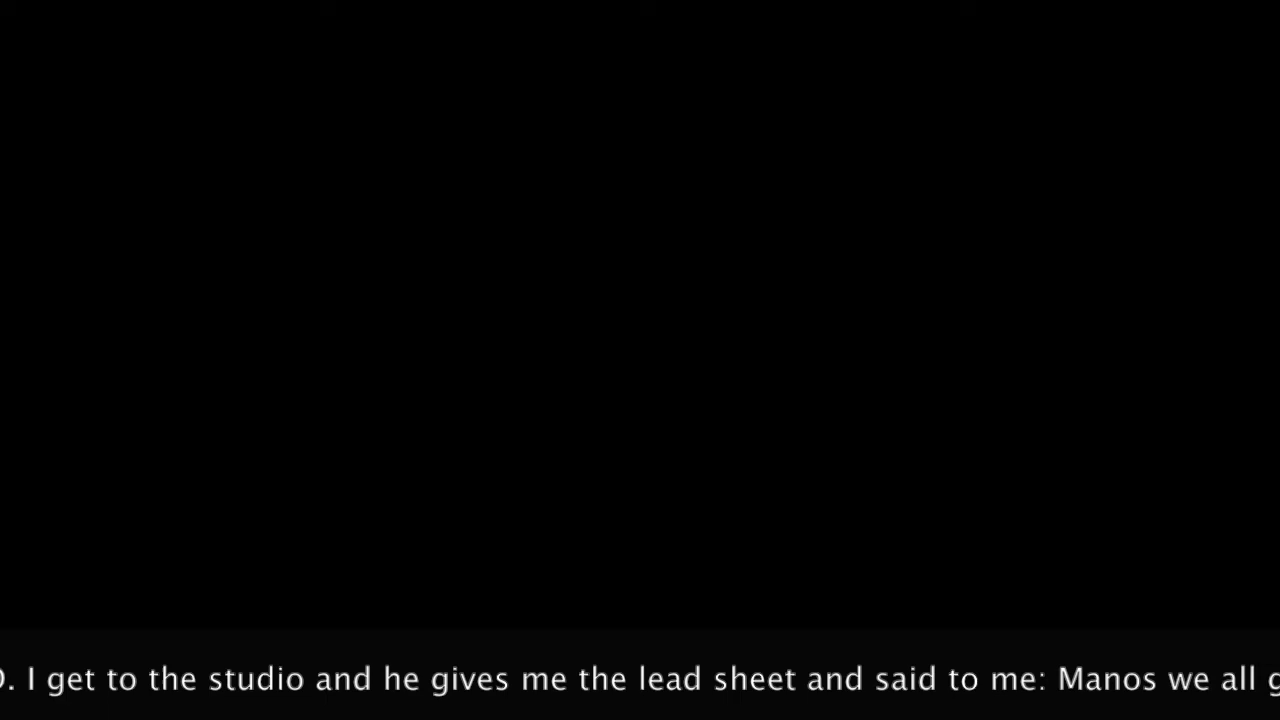 . I get to the studio and he gives me the lead sheet and said to me: Manos we all